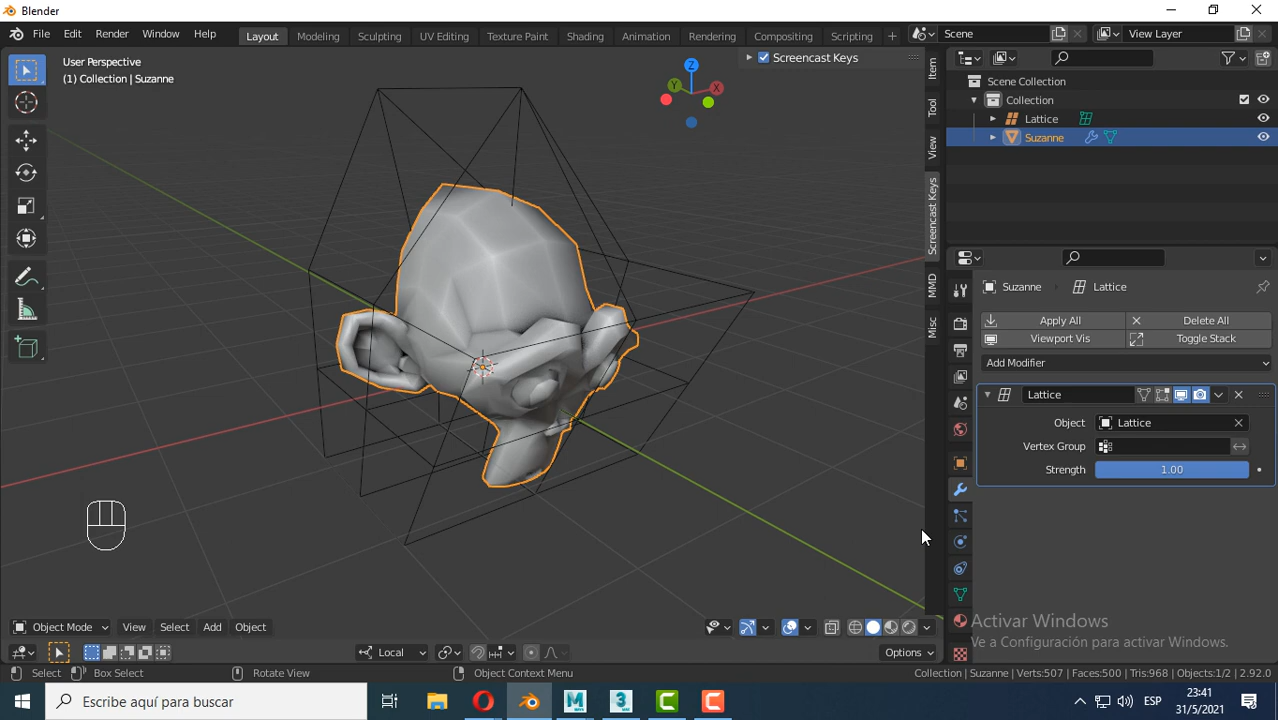 Blender
File Edit Render Window Help Layout Modeling Sculpting UV Editing Texture Paint Shading Animation Rendering Compositing Scripting + Scene View Layer
User Perspective
(1) Collection | Suzanne
Screencast Keys
Z
Y
X
Item
Tool
View
Screencast Keys
MMD
Misc
Scene Collection
Collection
Lattice
Suzanne
Suzanne Lattice
Apply All Delete All
Viewport Vis Toggle Stack
Add Modifier
Lattice
Object Lattice
Vertex Group
Strength 1.00
Activar Windows
Ve a Configuración para activar Windows.
Object Mode View Select Add Object
Local Options
Select Box Select Rotate View Object Context Menu Collection | Suzanne | Verts:507 | Faces:500 | Tris:968 | Objects:1/2 | 2.92.0
Escribe aquí para buscar
ESP
23:41
31/5/2021